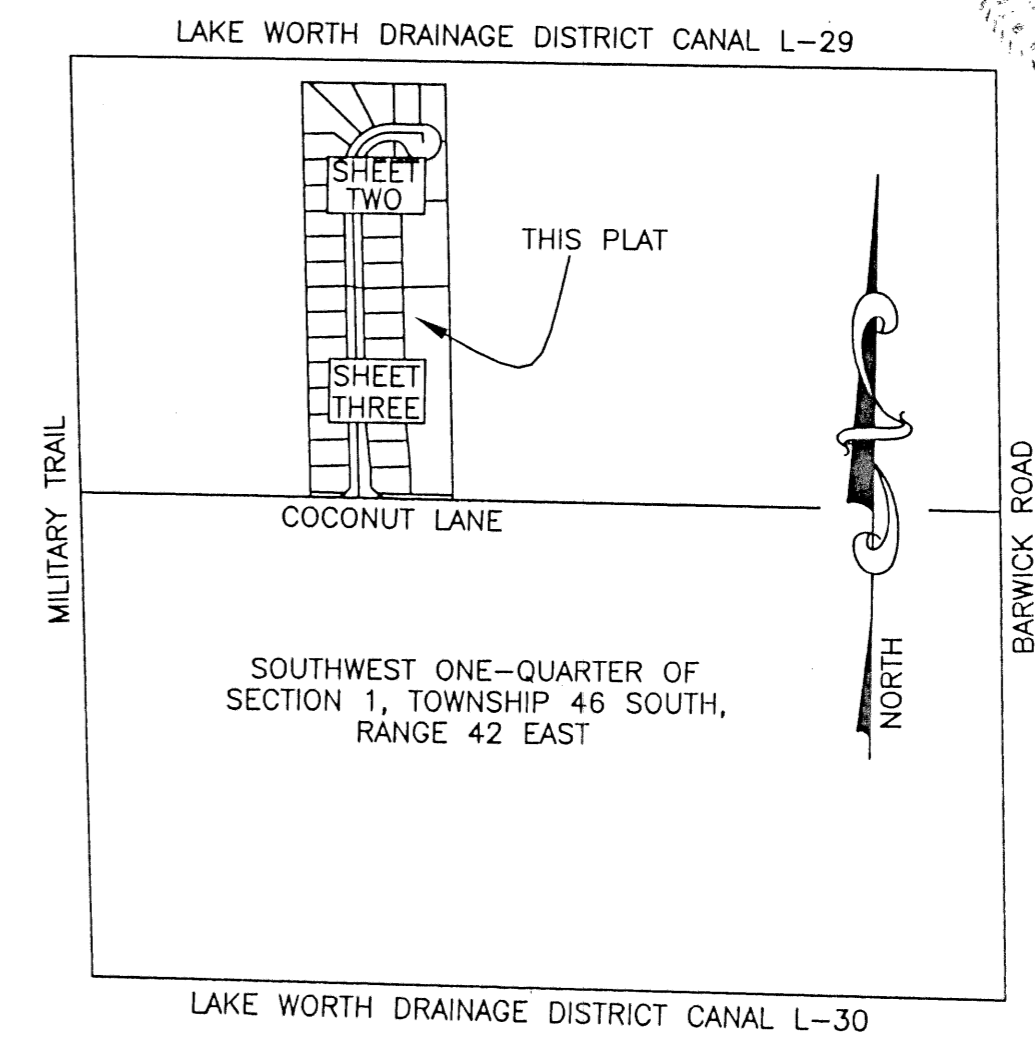 LAKE WORTH DRAINAGE DISTRICT CANAL L-29
SHEET
TWO
THIS PLAT
SHEET
THREE
MILITARY TRAIL
COCONUT LANE
BARWICK ROAD
SOUTHWEST ONE-QUARTER OF
SECTION 1, TOWNSHIP 46 SOUTH,
RANGE 42 EAST
NORTH
LAKE WORTH DRAINAGE DISTRICT CANAL L-30